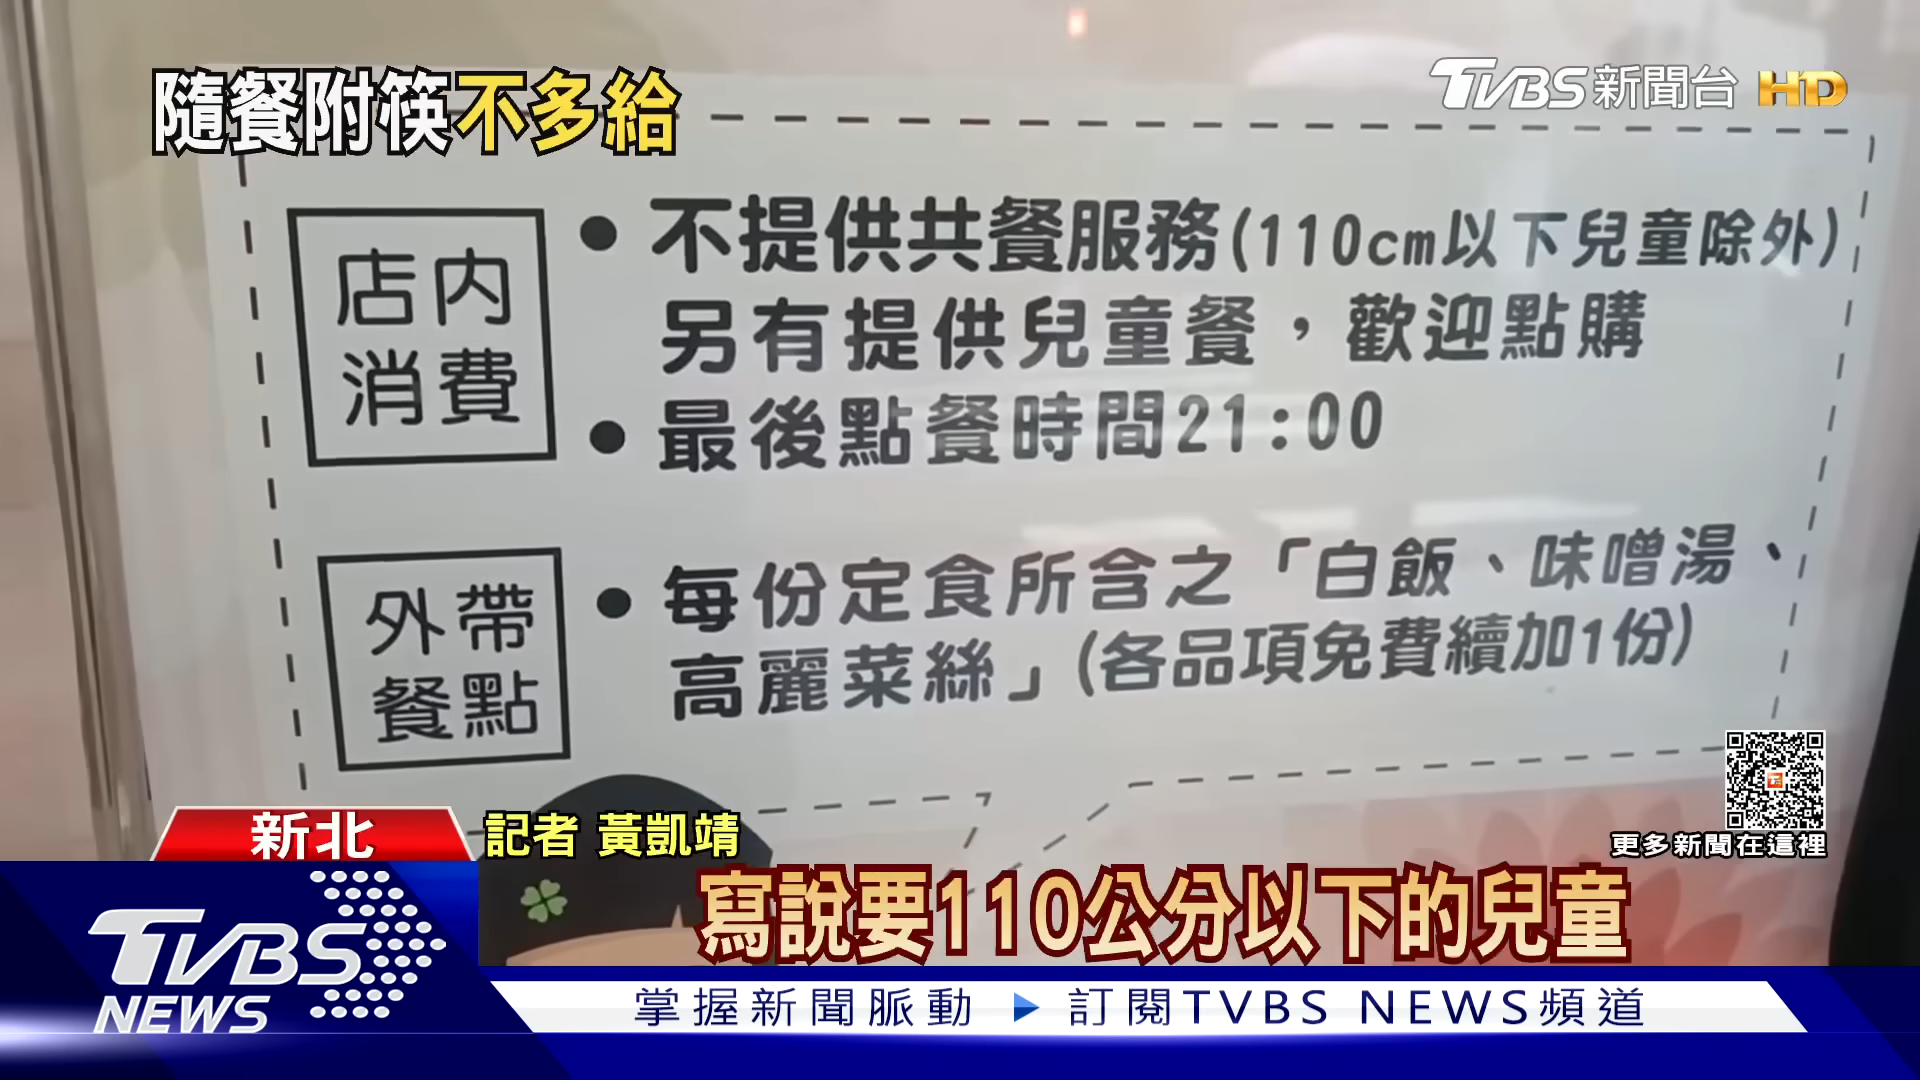 隨餐附筷不多給
TVBS新聞台 HD
店內
消費
• 不提供共餐服務(110cm以下兒童除外)
另有提供兒童餐，歡迎點購
• 最後點餐時間21:00
外帶
餐點
• 每份定食所含之「白飯、味噌湯、
高麗菜絲」(各品項免費續加1份)
更多新聞在這裡
新北
記者 黃凱靖
寫說要110公分以下的兒童
TVBS
NEWS
掌握新聞脈動 ▶ 訂閱TVBS NEWS頻道